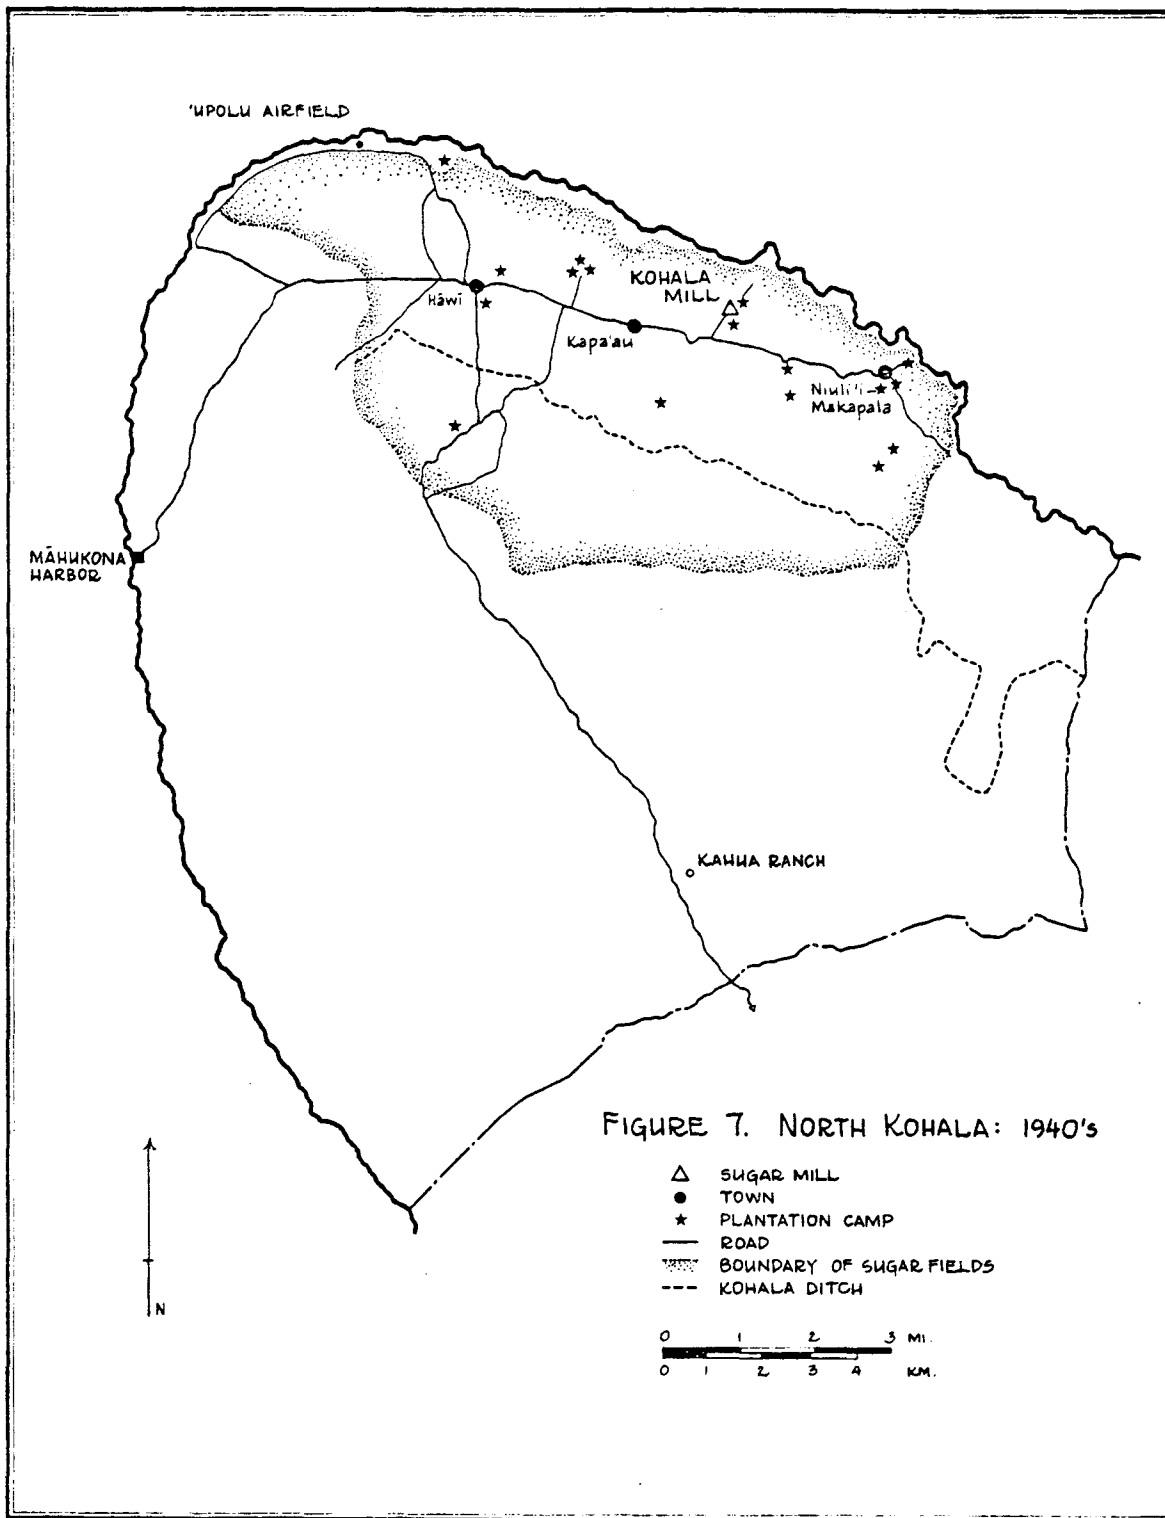 'UPOLU AIRFIELD
KOHALA
MILL
Hāwī
Kapa'au
Niuli'i–
Makapala
MĀHUKONA
HARBOR
KAHUA RANCH
FIGURE 7. NORTH KOHALA: 1940's
SUGAR MILL
TOWN
PLANTATION CAMP
ROAD
BOUNDARY OF SUGAR FIELDS
KOHALA DITCH
N
0 1 2 3 MI.
0 1 2 3 4 KM.